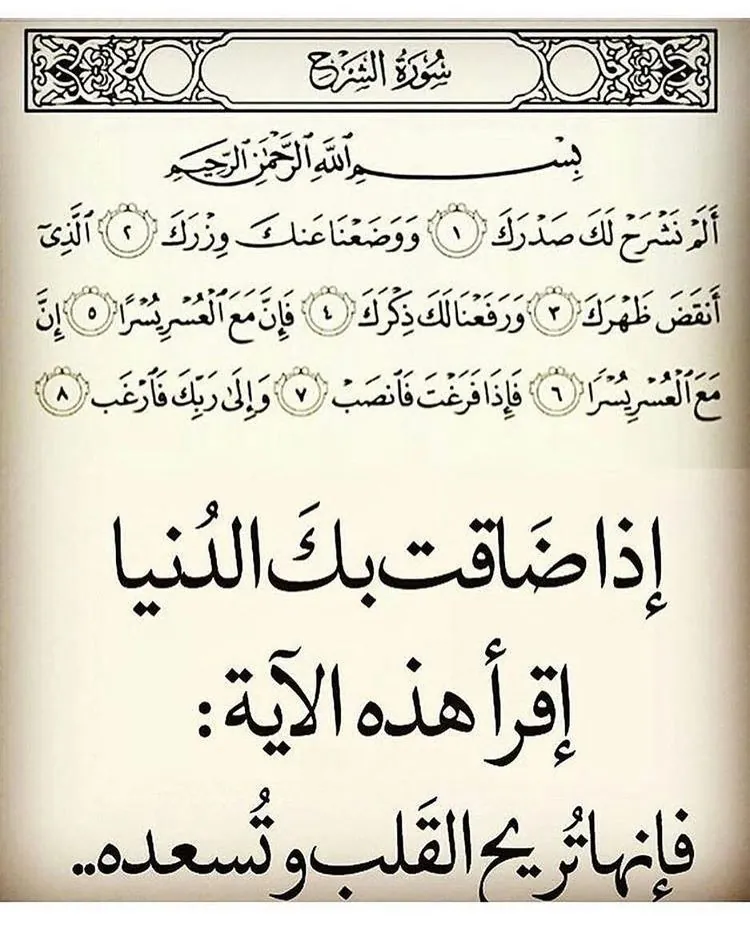 سُورَةُ الشَّرْحِ
بِسْمِ ٱللَّهِ ٱلرَّحْمَٰنِ ٱلرَّحِيمِ
أَلَمْ نَشْرَحْ لَكَ صَدْرَكَ ١ وَوَضَعْنَا عَنكَ وِزْرَكَ ٢ ٱلَّذِىٓ
أَنقَضَ ظَهْرَكَ ٣ وَرَفَعْنَا لَكَ ذِكْرَكَ ٤ فَإِنَّ مَعَ ٱلْعُسْرِ يُسْرًا ٥ إِنَّ
مَعَ ٱلْعُسْرِ يُسْرًا ٦ فَإِذَا فَرَغْتَ فَٱنصَبْ ٧ وَإِلَىٰ رَبِّكَ فَٱرْغَب ٨
إذا ضَاقت بكَ الدُنيا
إقرأ هذه الآية :
فإنها تُريح القَلب و تُسعده..